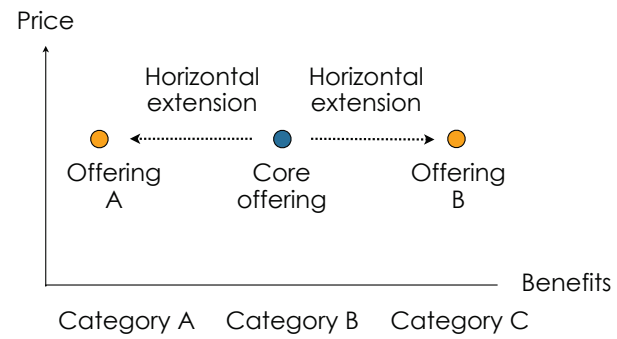 Price
Horizontal
extension
Horizontal
extension
Offering
A
Core
offering
Offering
B
Benefits
Category A
Category B
Category C